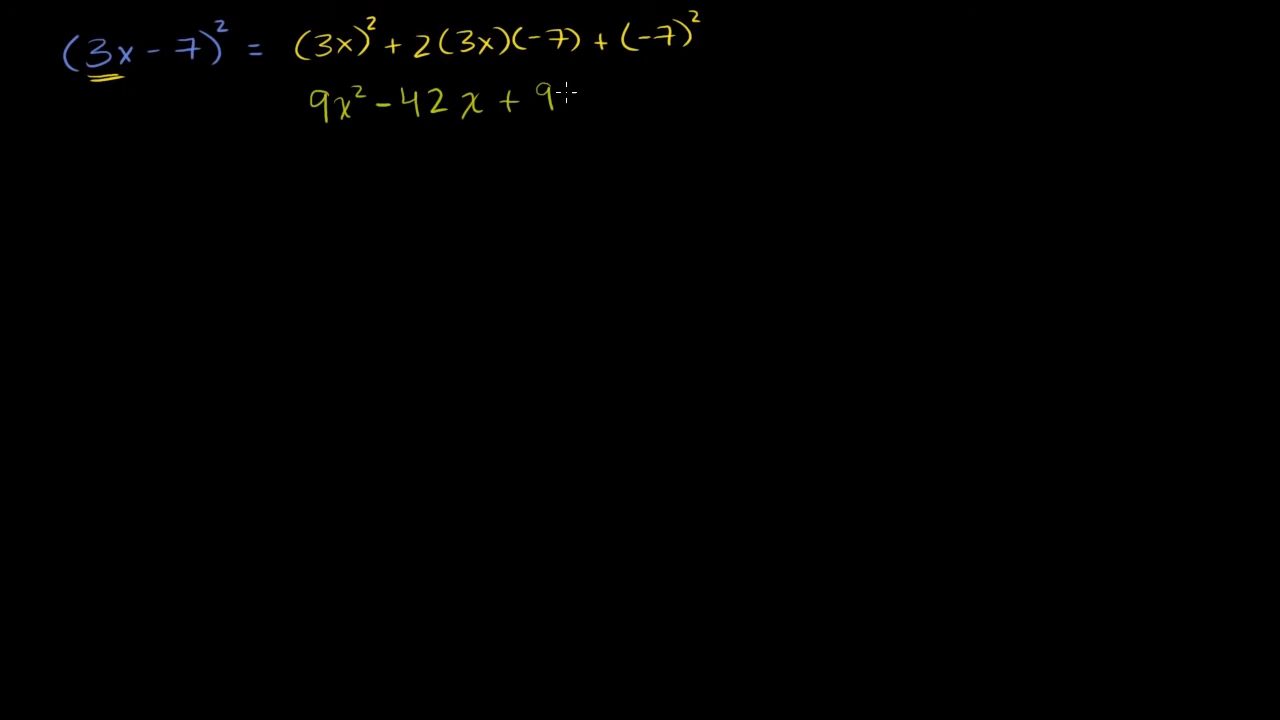 (3x - 7)² = (3x)² + 2(3x)(-7) + (-7)²
9x² - 42x + 9